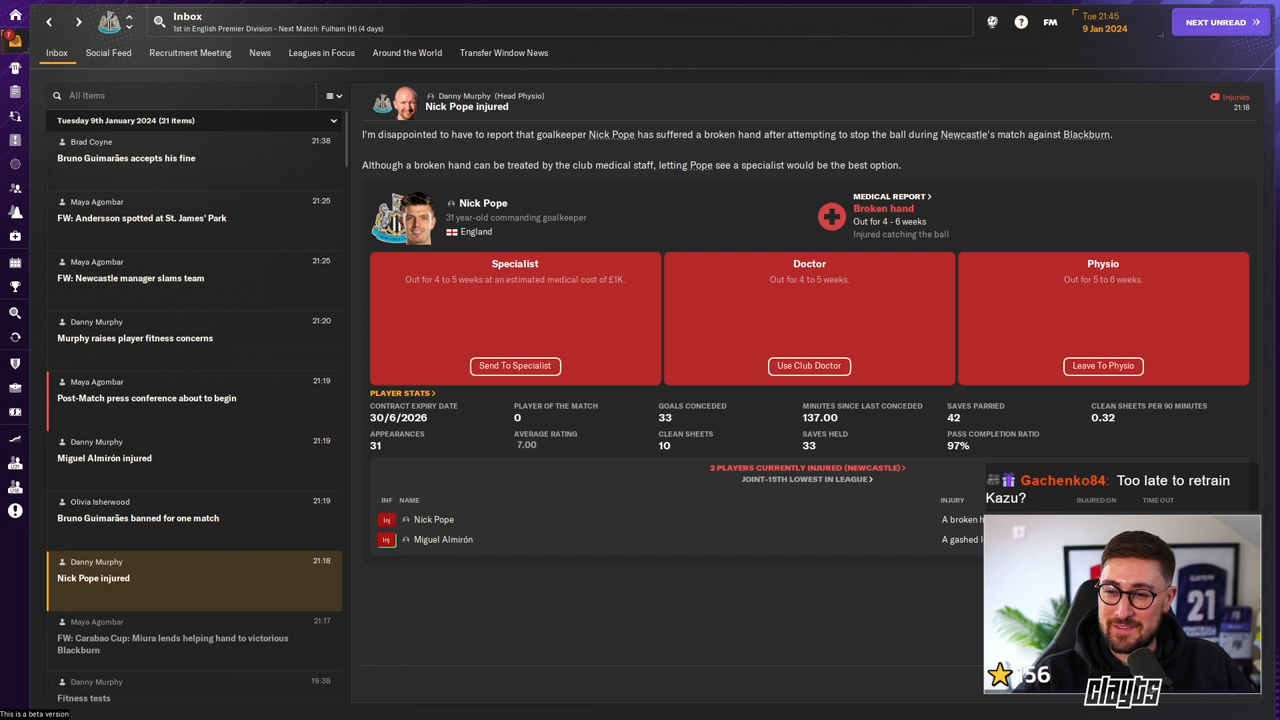 Inbox
1st in English Premier Division - Next Match: Fulham (H) (4 days)
FM
Tue 21:45
9 Jan 2024
NEXT UNREAD
7
Inbox
Social Feed
Recruitment Meeting
News
Leagues in Focus
Around the World
Transfer Window News
All Items
Tuesday 9th January 2024 (21 items)
Brad Coyne 21:38
Bruno Guimarães accepts his fine
Maya Agombar 21:25
FW: Andersson spotted at St. James' Park
Maya Agombar 21:25
FW: Newcastle manager slams team
Danny Murphy 21:20
Murphy raises player fitness concerns
Maya Agombar 21:19
Post-Match press conference about to begin
Danny Murphy 21:19
Miguel Almirón injured
Olivia Isherwood 21:19
Bruno Guimarães banned for one match
Danny Murphy 21:18
Nick Pope injured
Maya Agombar 21:17
FW: Carabao Cup: Miura lends helping hand to victorious
Blackburn
Danny Murphy 19:38
Fitness tests
Danny Murphy (Head Physio)
Nick Pope injured
Injuries
21:18
I'm disappointed to have to report that goalkeeper Nick Pope has suffered a broken hand after attempting to stop the ball during Newcastle's match against Blackburn.
Although a broken hand can be treated by the club medical staff, letting Pope see a specialist would be the best option.
Nick Pope
31 year-old commanding goalkeeper
England
MEDICAL REPORT >
Broken hand
Out for 4 - 6 weeks
Injured catching the ball
Specialist
Out for 4 to 5 weeks at an estimated medical cost of £1K.
Send To Specialist
Doctor
Out for 4 to 5 weeks.
Use Club Doctor
Physio
Out for 5 to 6 weeks.
Leave To Physio
PLAYER STATS >
CONTRACT EXPIRY DATE PLAYER OF THE MATCH GOALS CONCEDED MINUTES SINCE LAST CONCEDED SAVES PARRIED CLEAN SHEETS PER 90 MINUTES
30/6/2026 0 33 137.00 42 0.32
APPEARANCES AVERAGE RATING CLEAN SHEETS SAVES HELD PASS COMPLETION RATIO
31 7.00 10 33 97%
2 PLAYERS CURRENTLY INJURED (NEWCASTLE) >
JOINT-15TH LOWEST IN LEAGUE >
INF NAME INJURY INJURED ON TIME OUT
Inj Nick Pope A broken h
Inj Miguel Almirón A gashed
Gachenko84: Too late to retrain
Kazu?
21
156
claybs
This is a beta version